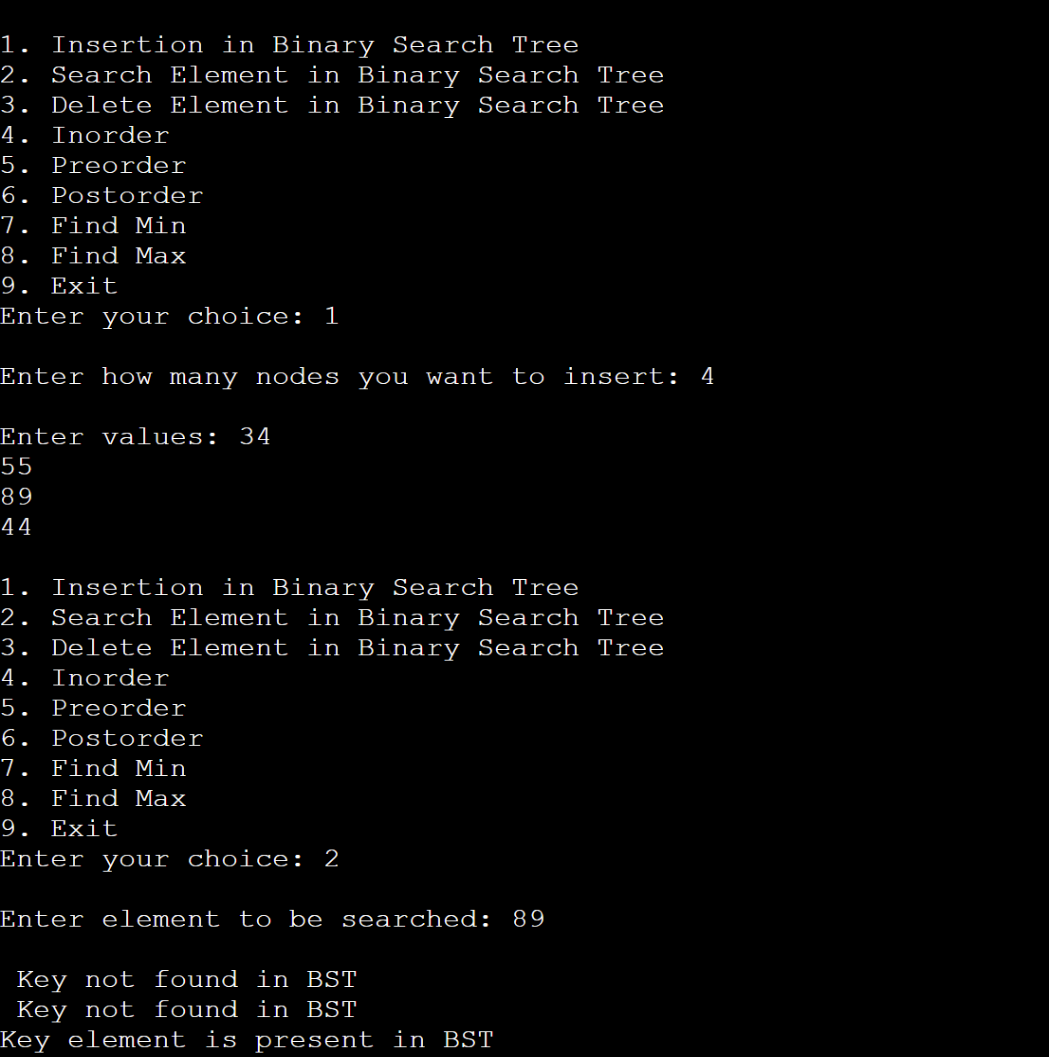 1. Insertion in Binary Search Tree
2. Search Element in Binary Search Tree
3. Delete Element in Binary Search Tree
4. Inorder
5. Preorder
6. Postorder
7. Find Min
8. Find Max
9. Exit
Enter your choice: 1
Enter how many nodes you want to insert: 4
Enter values: 34
55
89
44
1. Insertion in Binary Search Tree
2. Search Element in Binary Search Tree
3. Delete Element in Binary Search Tree
4. Inorder
5. Preorder
6. Postorder
7. Find Min
8. Find Max
9. Exit
Enter your choice: 2
Enter element to be searched: 89
Key not found in BST
Key not found in BST
Key element is present in BST